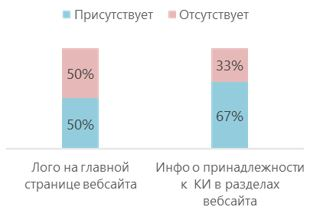 Присутствует Отсутствует
50% 33%
50% 67%
Лого на главной Инфо о принадлежности
странице вебсайта к КИ в разделах
вебсайта